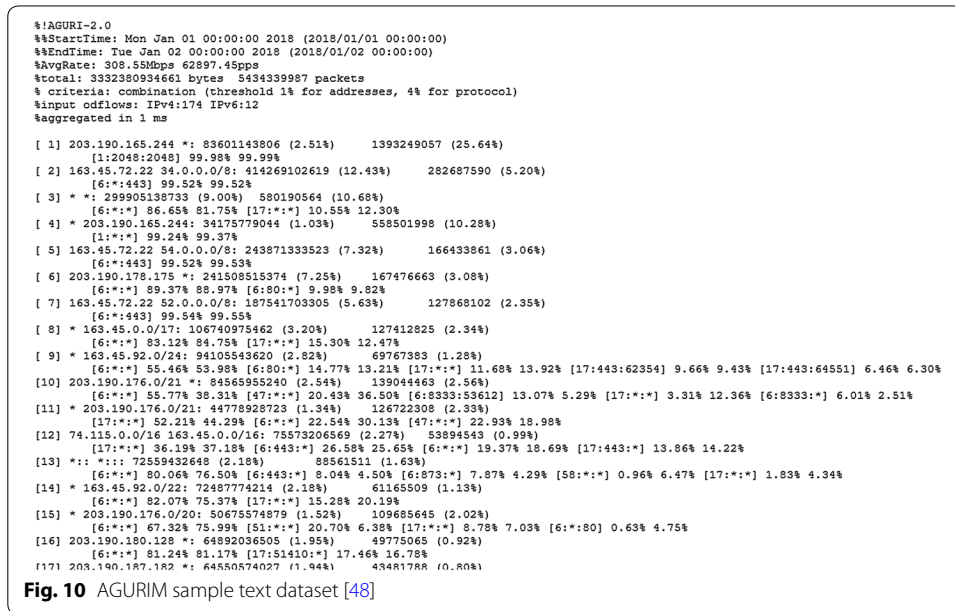 %!AGURI-2.0
%%StartTime: Mon Jan 01 00:00:00 2018 (2018/01/01 00:00:00)
%%EndTime: Tue Jan 02 00:00:00 2018 (2018/01/02 00:00:00)
%AvgRate: 308.55Mbps 62897.45pps
%total: 3332380934661 bytes 5434339987 packets
% criteria: combination (threshold 1% for addresses, 4% for protocol)
%input odflows: IPv4:174 IPv6:12
%aggregated in 1 ms
[ 1] 203.190.165.244 *: 83601143806 (2.51%) 1393249057 (25.64%)
[1:2048:2048] 99.98% 99.99%
[ 2] 163.45.72.22 34.0.0.0/8: 414269102619 (12.43%) 282687590 (5.20%)
[6:*:443] 99.52% 99.52%
[ 3] * *: 299905138733 (9.00%) 580190564 (10.68%)
[6:*:*] 86.65% 81.75% [17:*:*] 10.55% 12.30%
[ 4] * 203.190.165.244: 34175779044 (1.03%) 558501998 (10.28%)
[1:*:*] 99.24% 99.37%
[ 5] 163.45.72.22 54.0.0.0/8: 243871333523 (7.32%) 166433861 (3.06%)
[6:*:443] 99.52% 99.53%
[ 6] 203.190.178.175 *: 241508515374 (7.25%) 167476663 (3.08%)
[6:*:*] 89.37% 88.97% [6:80:*] 9.98% 9.82%
[ 7] 163.45.72.22 52.0.0.0/8: 187541703305 (5.63%) 127868102 (2.35%)
[6:*:443] 99.54% 99.55%
[ 8] * 163.45.0.0/17: 106740975462 (3.20%) 127412825 (2.34%)
[6:*:*] 83.12% 84.75% [17:*:*] 15.30% 12.47%
[ 9] * 163.45.92.0/24: 94105543620 (2.82%) 69767383 (1.28%)
[6:*:*] 55.46% 53.98% [6:80:*] 14.77% 13.21% [17:*:*] 11.68% 13.92% [17:443:62354] 9.66% 9.43% [17:443:64551] 6.46% 6.30%
[10] 203.190.176.0/21 *: 84565955240 (2.54%) 139044463 (2.56%)
[6:*:*] 55.77% 38.31% [47:*:*] 20.43% 36.50% [6:8333:53612] 13.07% 5.29% [17:*:*] 3.31% 12.36% [6:8333:*] 6.01% 2.51%
[11] * 203.190.176.0/21: 44778928723 (1.34%) 126722308 (2.33%)
[17:*:*] 52.21% 44.29% [6:*:*] 22.54% 30.13% [47:*:*] 22.93% 18.98%
[12] 74.115.0.0/16 163.45.0.0/16: 75573206569 (2.27%) 53894543 (0.99%)
[17:*:*] 36.19% 37.18% [6:443:*] 26.58% 25.65% [6:*:*] 19.37% 18.69% [17:443:*] 13.86% 14.22%
[13] *:: *::: 72559432648 (2.18%) 88561511 (1.63%)
[6:*:*] 80.06% 76.50% [6:443:*] 8.04% 4.50% [6:873:*] 7.87% 4.29% [58:*:*] 0.96% 6.47% [17:*:*] 1.83% 4.34%
[14] * 163.45.92.0/22: 72487774214 (2.18%) 61165509 (1.13%)
[6:*:*] 82.07% 75.37% [17:*:*] 15.28% 20.19%
[15] * 203.190.176.0/20: 50675574879 (1.52%) 109685645 (2.02%)
[6:*:*] 67.32% 75.99% [51:*:*] 20.70% 6.38% [17:*:*] 8.78% 7.03% [6:*:80] 0.63% 4.75%
[16] 203.190.180.128 *: 64892036505 (1.95%) 49775065 (0.92%)
[6:*:*] 81.24% 81.17% [17:51410:*] 17.46% 16.78%
[17] 203.190.187.182 *: 64550574027 (1.94%) 43481788 (0.80%)
Fig. 10 AGURIM sample text dataset [48]